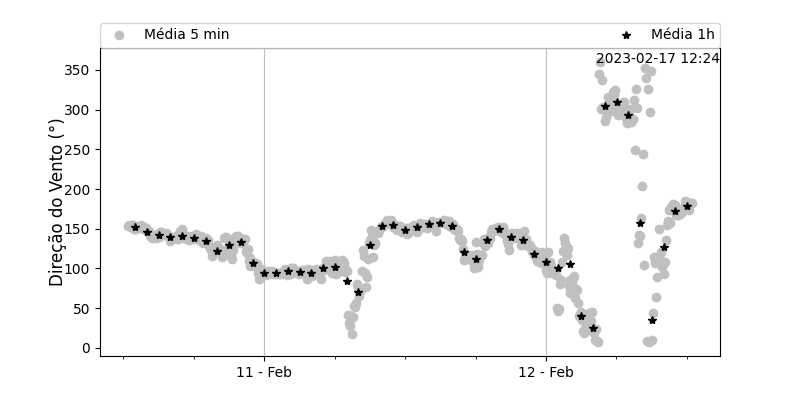 Média 5 min
Média 1h
2023-02-17 12:24
Direção do Vento (°)
350
300
250
200
150
100
50
0
11 - Feb
12 - Feb